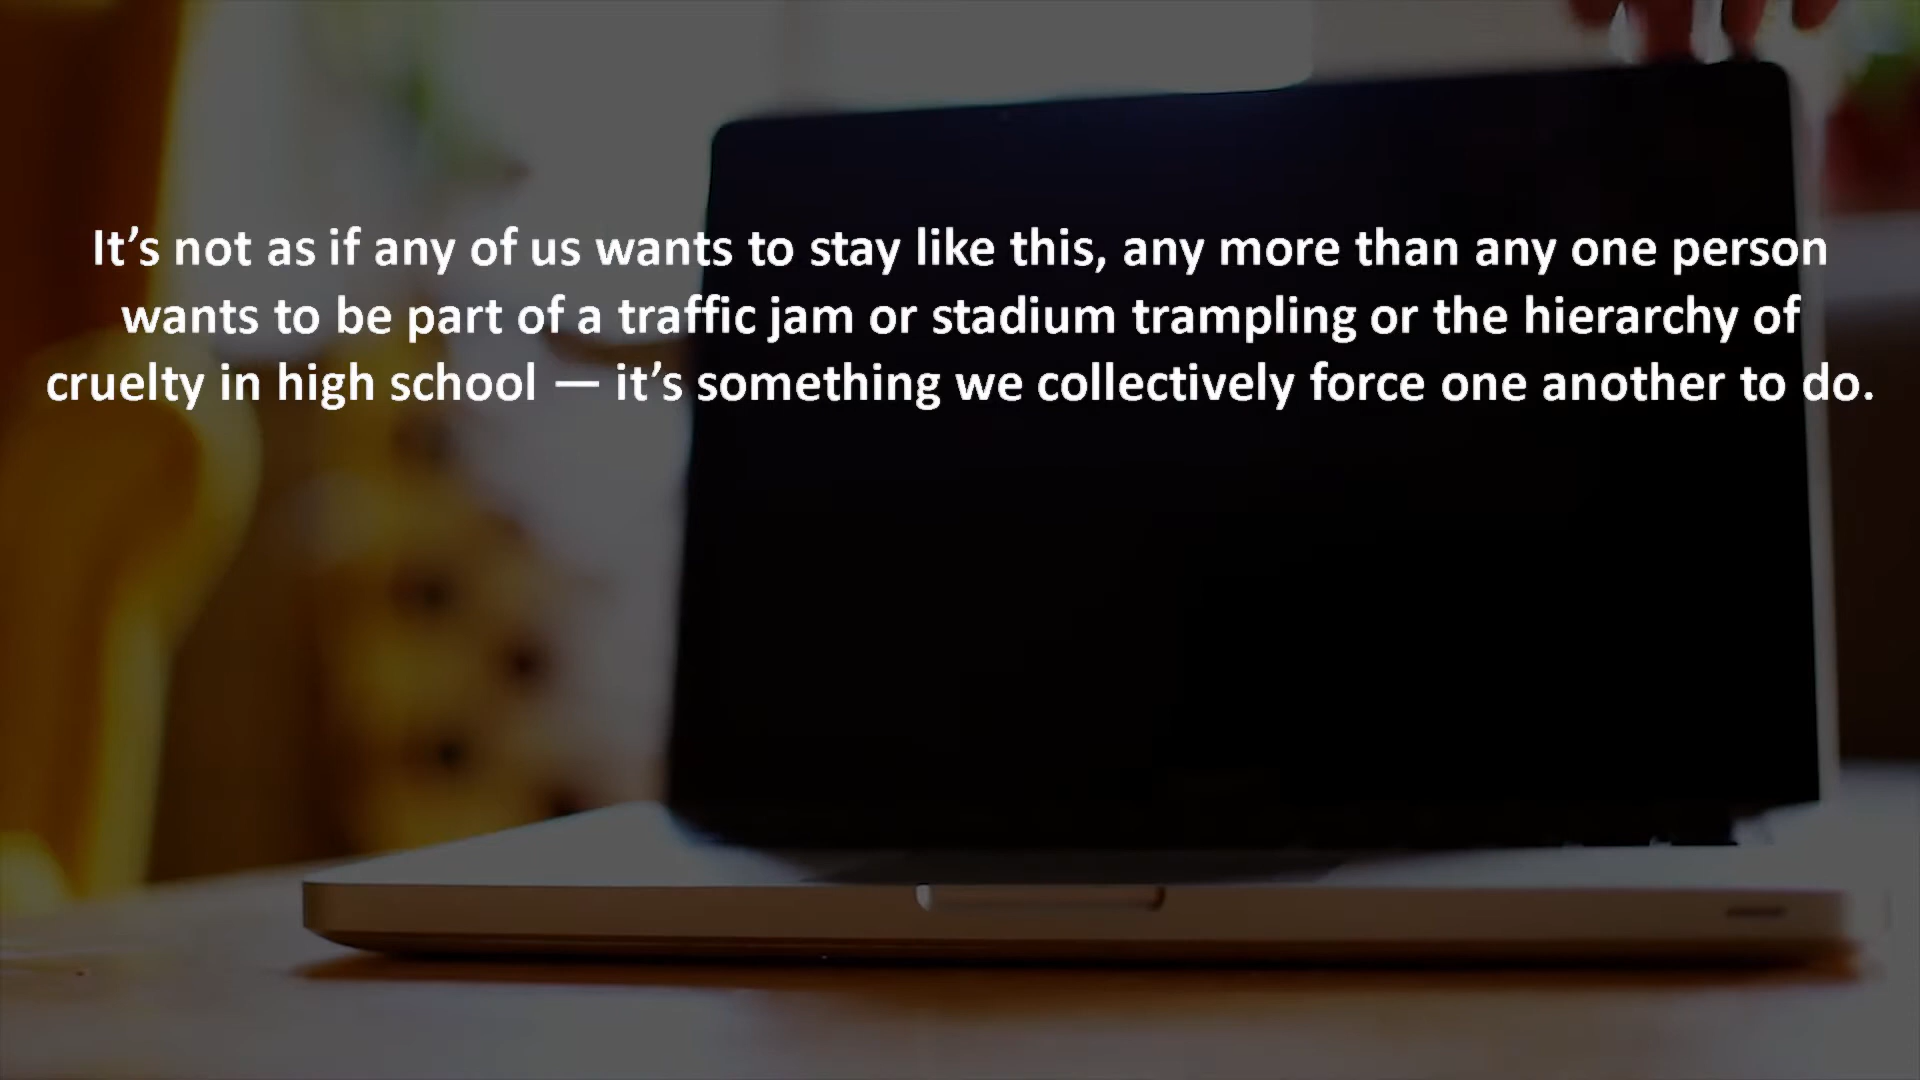 It’s not as if any of us wants to stay like this, any more than any one person
wants to be part of a traffic jam or stadium trampling or the hierarchy of
cruelty in high school — it’s something we collectively force one another to do.